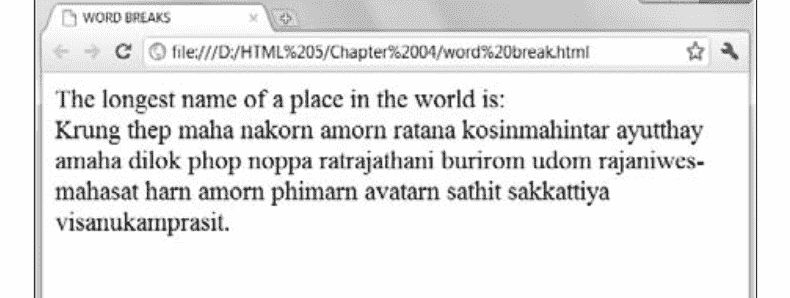 WORD BREAKS
file:///D:/HTML%205/Chapter%2004/word%20break.html
The longest name of a place in the world is:
Krung thep maha nakorn amorn ratana kosinmahintar ayutthay
amaha dilok phop noppa ratrajathani burirom udom rajaniwes-
mahasat harn amorn phimarn avatarn sathit sakkattiya
visanukamprasit.